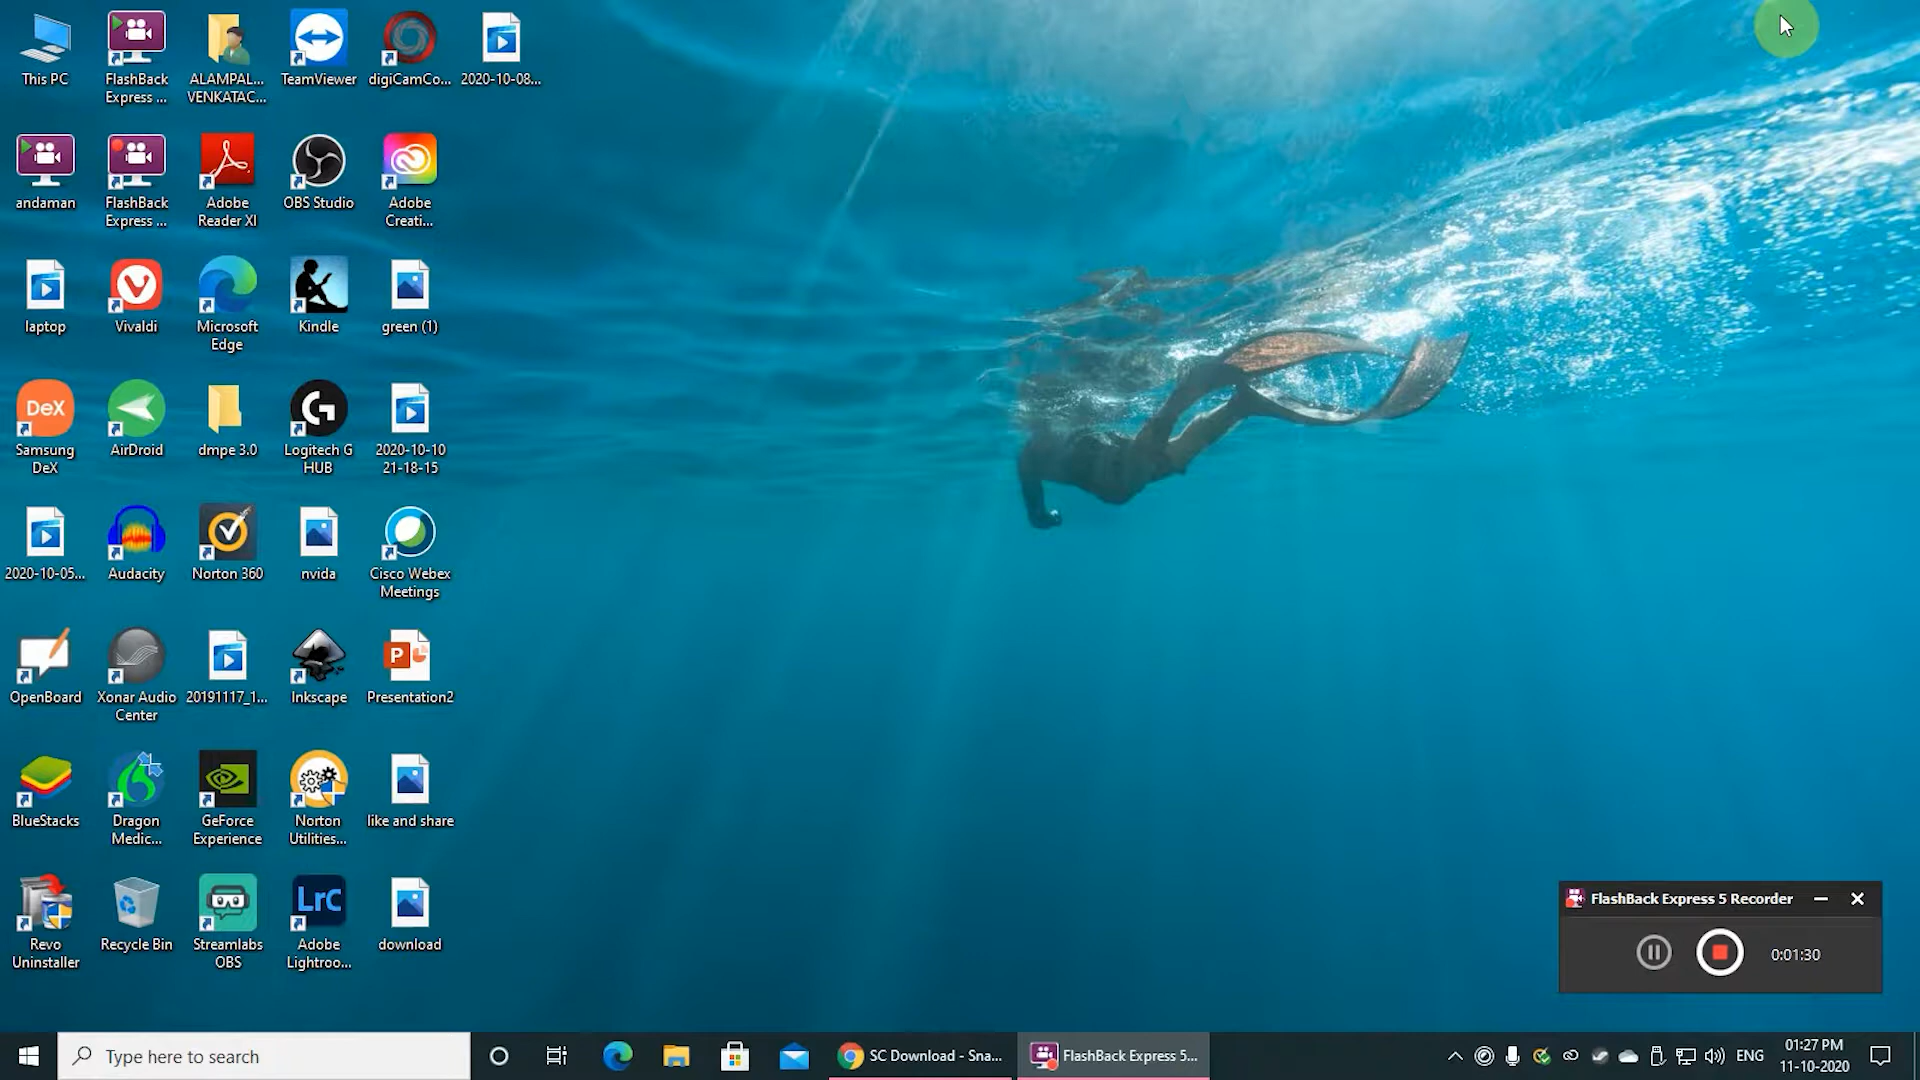 This PC
FlashBack
Express ...
ALAMPAL...
VENKATAC...
TeamViewer
digiCamCo...
2020-10-08...
andaman
FlashBack
Express ...
Adobe
Reader XI
OBS Studio
Adobe
Creati...
laptop
Vivaldi
Microsoft
Edge
Kindle
green (1)
DeX
Samsung
DeX
AirDroid
dmpe 3.0
Logitech G
HUB
2020-10-10
21-18-15
2020-10-05...
Audacity
Norton 360
nvida
Cisco Webex
Meetings
OpenBoard
Xonar Audio
Center
20191117_1...
Inkscape
P
Presentation2
BlueStacks
Dragon
Medic...
GeForce
Experience
Norton
Utilities...
like and share
Revo
Uninstaller
Recycle Bin
Streamlabs
OBS
LrC
Adobe
Lightroo...
download
FlashBack Express 5 Recorder
0:01:30
Type here to search
SC Download - Sna...
FlashBack Express 5...
ENG
01:27 PM
11-10-2020